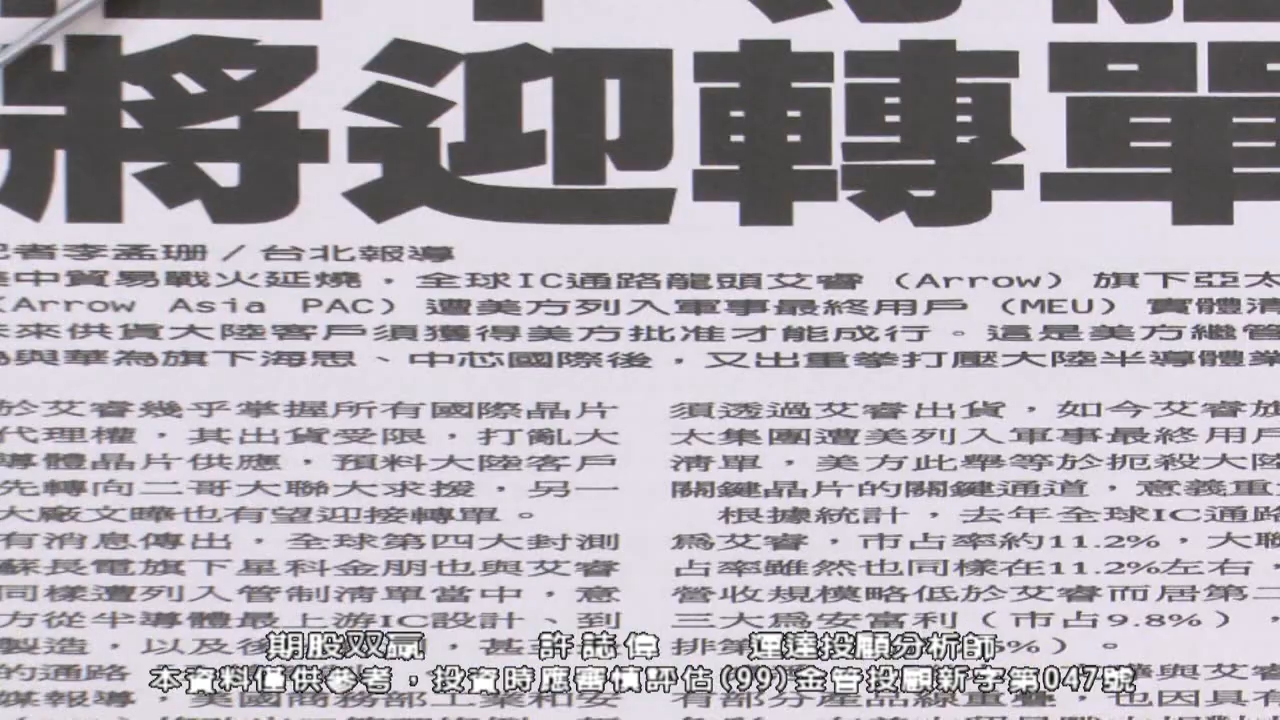 將迎轉單
者李孟珊／台北報導
中貿易戰火延燒，全球IC通路龍頭艾睿（Arrow）旗下亞太
（Arrow Asia PAC）遭美方列入軍事最終用戶（MEU）實體清
來供貨大陸客戶須獲得美方批准才能成行。這是美方繼管
與華為旗下海思、中芯國際後，又出重拳打壓大陸半導體業
於艾睿幾乎掌握所有國際晶片
代理權，其出貨受限，打亂大
導體晶片供應，預料大陸客戶
先轉向二哥大聯大求援，另一
大廠文曄也有望迎接轉單。
有消息傳出，全球第四大封測
蘇長電旗下星科金朋也與艾睿
同樣遭列入管制清單當中，意
方從半導體最上游IC設計、到
製造，以及後
的通路
媒報導，美國商務部工業和安
須透過艾睿出貨，如今艾睿旗
太集團遭美列入軍事最終用戶
清單，美方此舉等於扼殺大陸
關鍵晶片的關鍵通道，意義重
根據統計，去年全球IC通路
為艾睿，市占率約11.2%，大聯
占率雖然也同樣在11.2%左右，
營收規模略低於艾睿而居第二
三大為安富利（市占9.8%），
排第
與艾睿
有部分產品線重疊，也因具有
期股双贏 許誌偉 運達投顧分析師
本資料僅供參考，投資時應審慎評估(99)金管投顧新字第047號